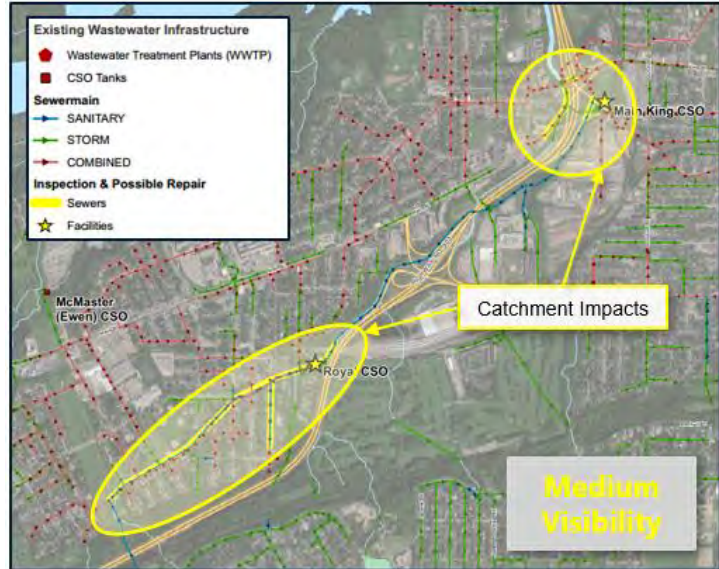 Existing Wastewater Infrastructure
Wastewater Treatment Plants (WWTP)
CSO Tanks
Sewermain
SANITARY
STORM
COMBINED
Inspection & Possible Repair
Sewers
Facilities
Main King CSO
Catchment Impacts
McMaster
(Ewen) CSO
Royal CSO
Medium
Visibility